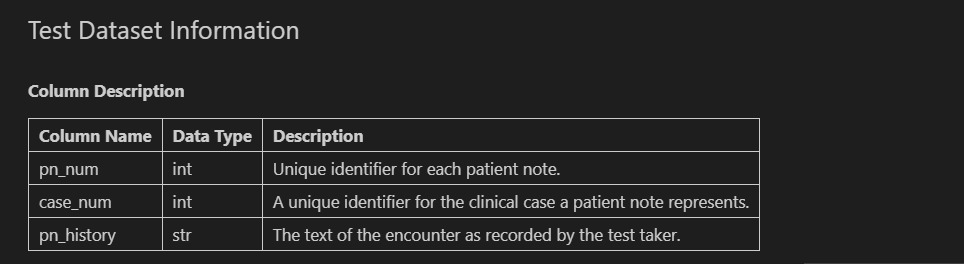 Test Dataset Information
Column Description
Column Name Data Type Description
pn_num int Unique identifier for each patient note.
case_num int A unique identifier for the clinical case a patient note represents.
pn_history str The text of the encounter as recorded by the test taker.